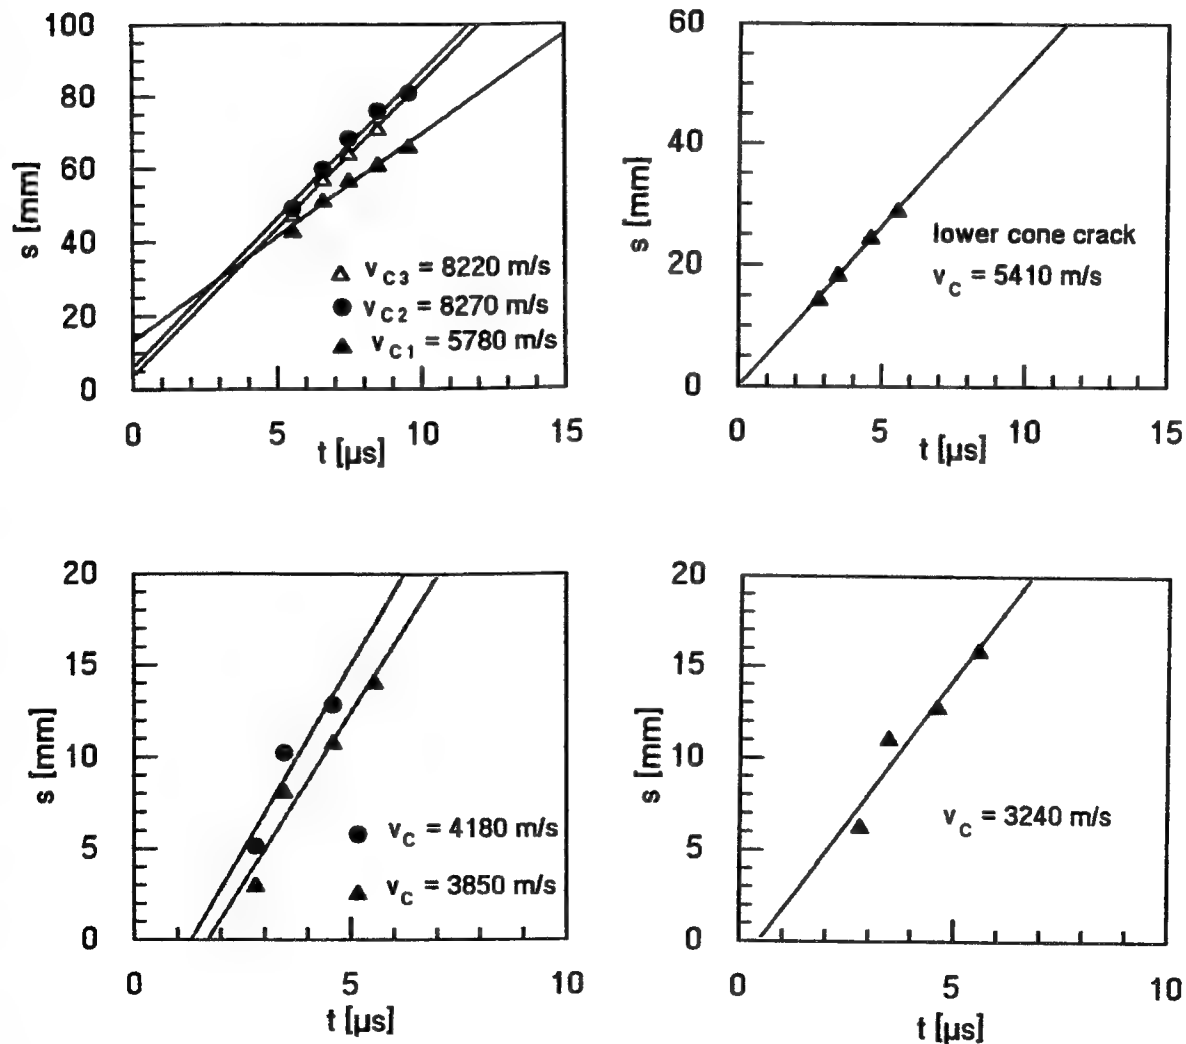 100
80
60
40
20
0
s [mm]
0 5 10 15
t [µs]
v C3 = 8220 m/s
v C2 = 8270 m/s
v C1 = 5780 m/s
60
40
20
0
s [mm]
0 5 10 15
t [µs]
lower cone crack
v C = 5410 m/s
20
15
10
5
0
s [mm]
0 5 10
t [µs]
v C = 4180 m/s
v C = 3850 m/s
20
15
10
5
0
s [mm]
0 5 10
t [µs]
v C = 3240 m/s